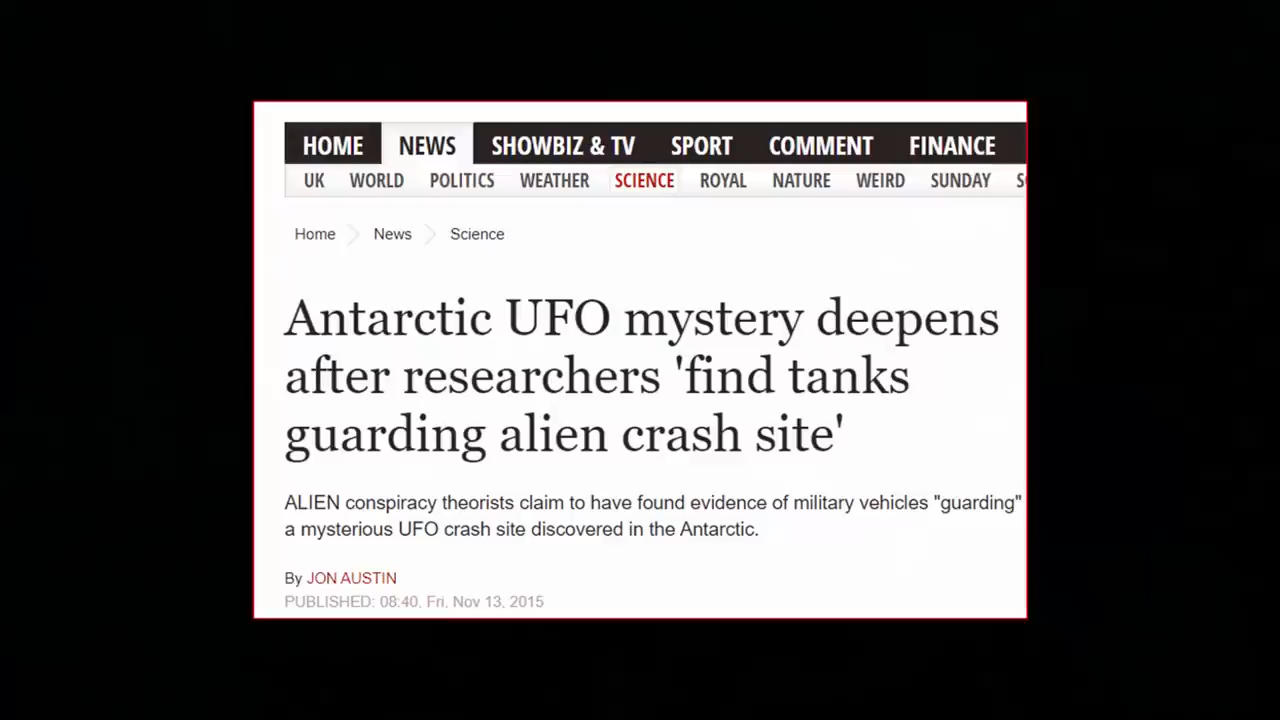 HOME NEWS SHOWBIZ & TV SPORT COMMENT FINANCE
UK WORLD POLITICS WEATHER SCIENCE ROYAL NATURE WEIRD SUNDAY
Home News Science
Antarctic UFO mystery deepens
after researchers 'find tanks
guarding alien crash site'
ALIEN conspiracy theorists claim to have found evidence of military vehicles "guarding"
a mysterious UFO crash site discovered in the Antarctic.
By JON AUSTIN
PUBLISHED: 08:40, Fri, Nov 13, 2015